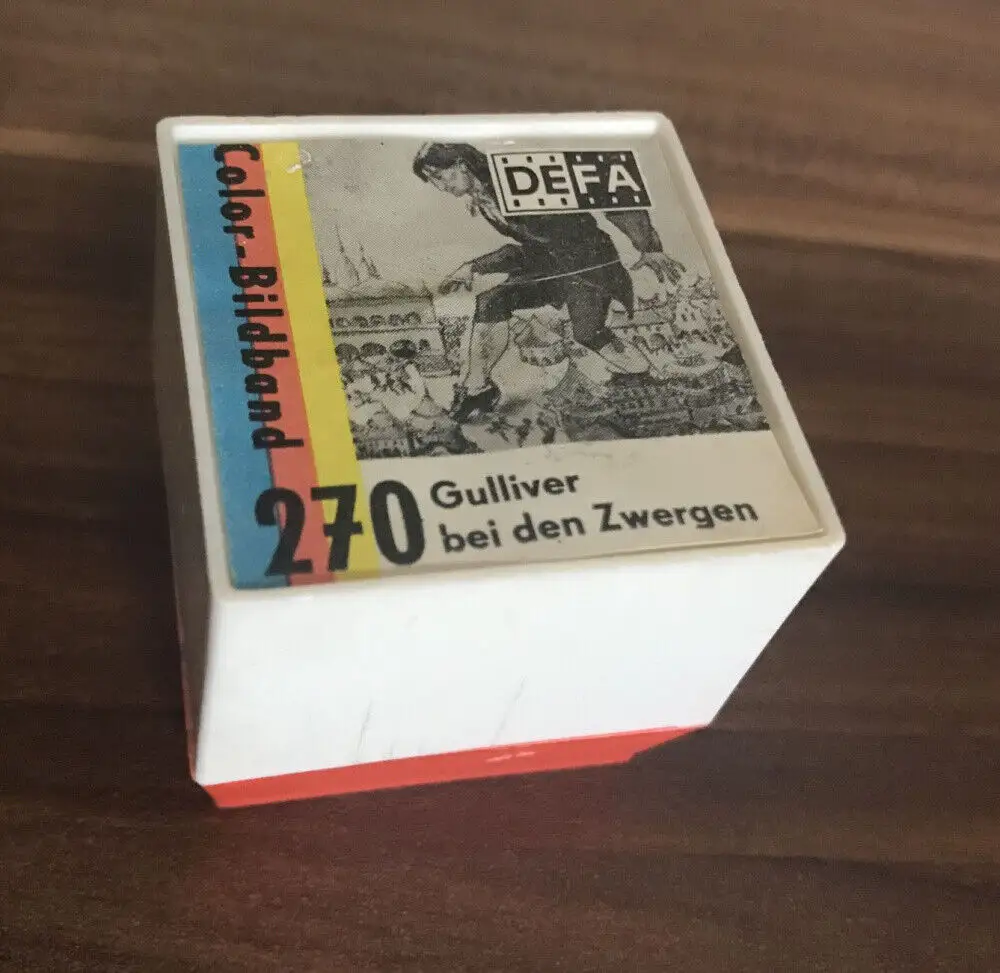 DEFA
Color-Bildband
270
Gulliver
bei den Zwergen